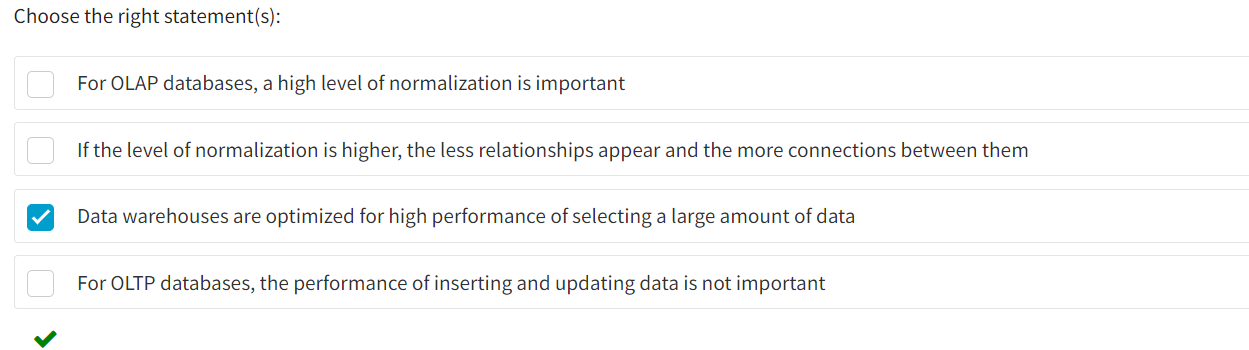 Choose the right statement(s):
For OLAP databases, a high level of normalization is important
If the level of normalization is higher, the less relationships appear and the more connections between them
Data warehouses are optimized for high performance of selecting a large amount of data
For OLTP databases, the performance of inserting and updating data is not important